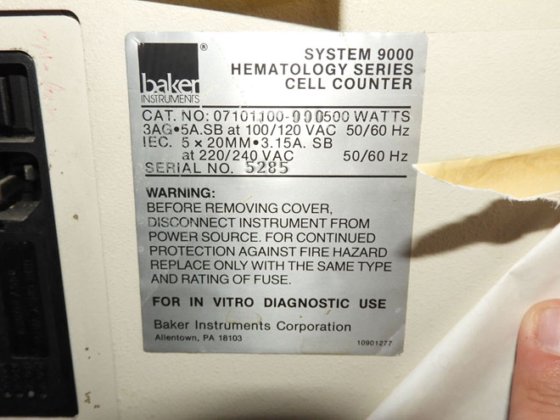 baker
INSTRUMENTS
®
SYSTEM 9000
HEMATOLOGY SERIES
CELL COUNTER
CAT. NO: 07101100-000500 WATTS
3AG•5A.SB at 100/120 VAC 50/60 Hz
IEC. 5 x 20MM•3.15A. SB
at 220/240 VAC 50/60 Hz
SERIAL NO. 5285
WARNING:
BEFORE REMOVING COVER,
DISCONNECT INSTRUMENT FROM
POWER SOURCE. FOR CONTINUED
PROTECTION AGAINST FIRE HAZARD
REPLACE ONLY WITH THE SAME TYPE
AND RATING OF FUSE.
FOR IN VITRO DIAGNOSTIC USE
Baker Instruments Corporation
Allentown, PA 18103
10901277